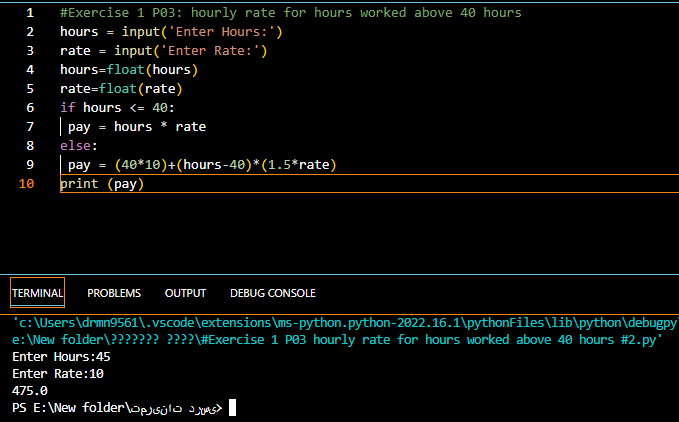 1 #Exercise 1 P03: hourly rate for hours worked above 40 hours
2 hours = input('Enter Hours:')
3 rate = input('Enter Rate:')
4 hours=float(hours)
5 rate=float(rate)
6 if hours <= 40:
7 pay = hours * rate
8 else:
9 pay = (40*10)+(hours-40)*(1.5*rate)
10 print (pay)
TERMINAL PROBLEMS OUTPUT DEBUG CONSOLE
'c:\Users\drmn9561\.vscode\extensions\ms-python.python-2022.16.1\pythonFiles\lib\python\debugpy
e:\New folder\??????? ????\#Exercise 1 P03 hourly rate for hours worked above 40 hours #2.py'
Enter Hours:45
Enter Rate:10
475.0
PS E:\New folder\تمرینات درسی>